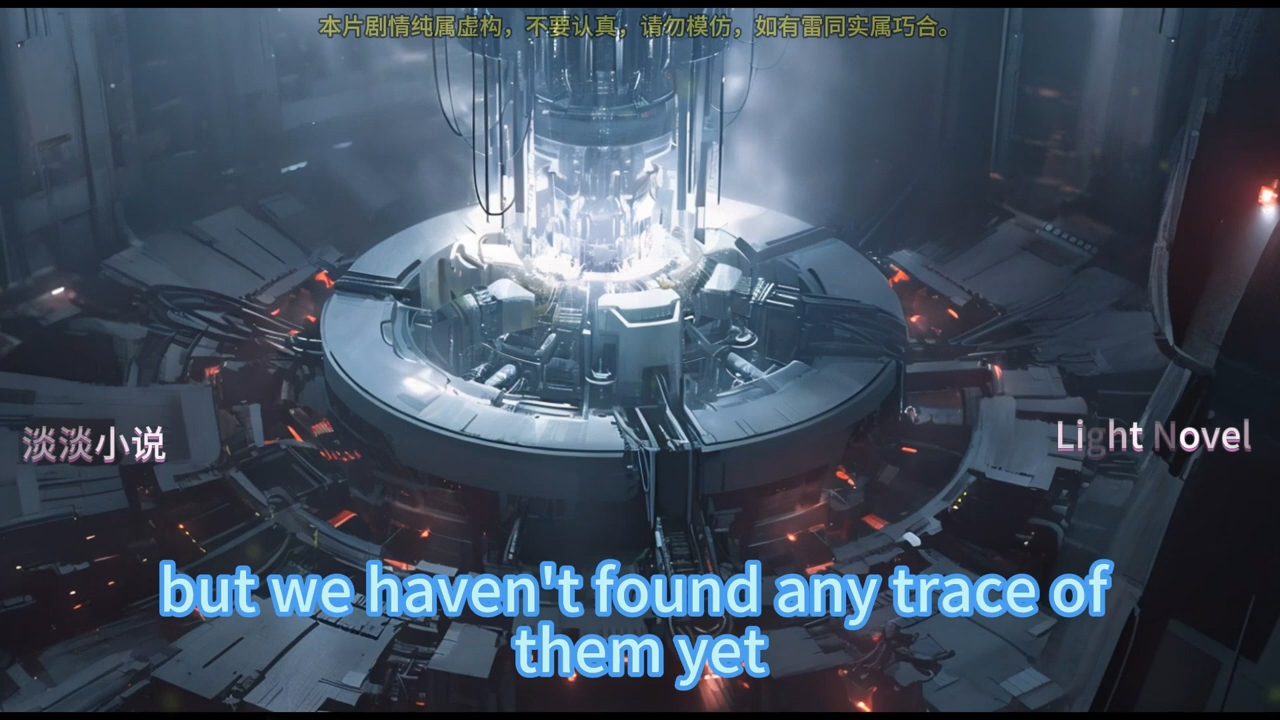 本片剧情纯属虚构，不要认真，请勿模仿，如有雷同实属巧合。
淡淡小说
Light Novel
but we haven't found any trace of
them yet